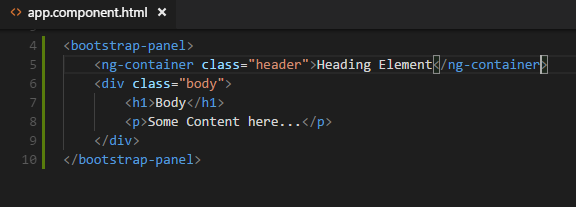 <> app.component.html ×
4 <bootstrap-panel>
5     <ng-container class="header">Heading Element</ng-container>
6     <div class="body">
7         <h1>Body</h1>
8         <p>Some Content here...</p>
9     </div>
10 </bootstrap-panel>